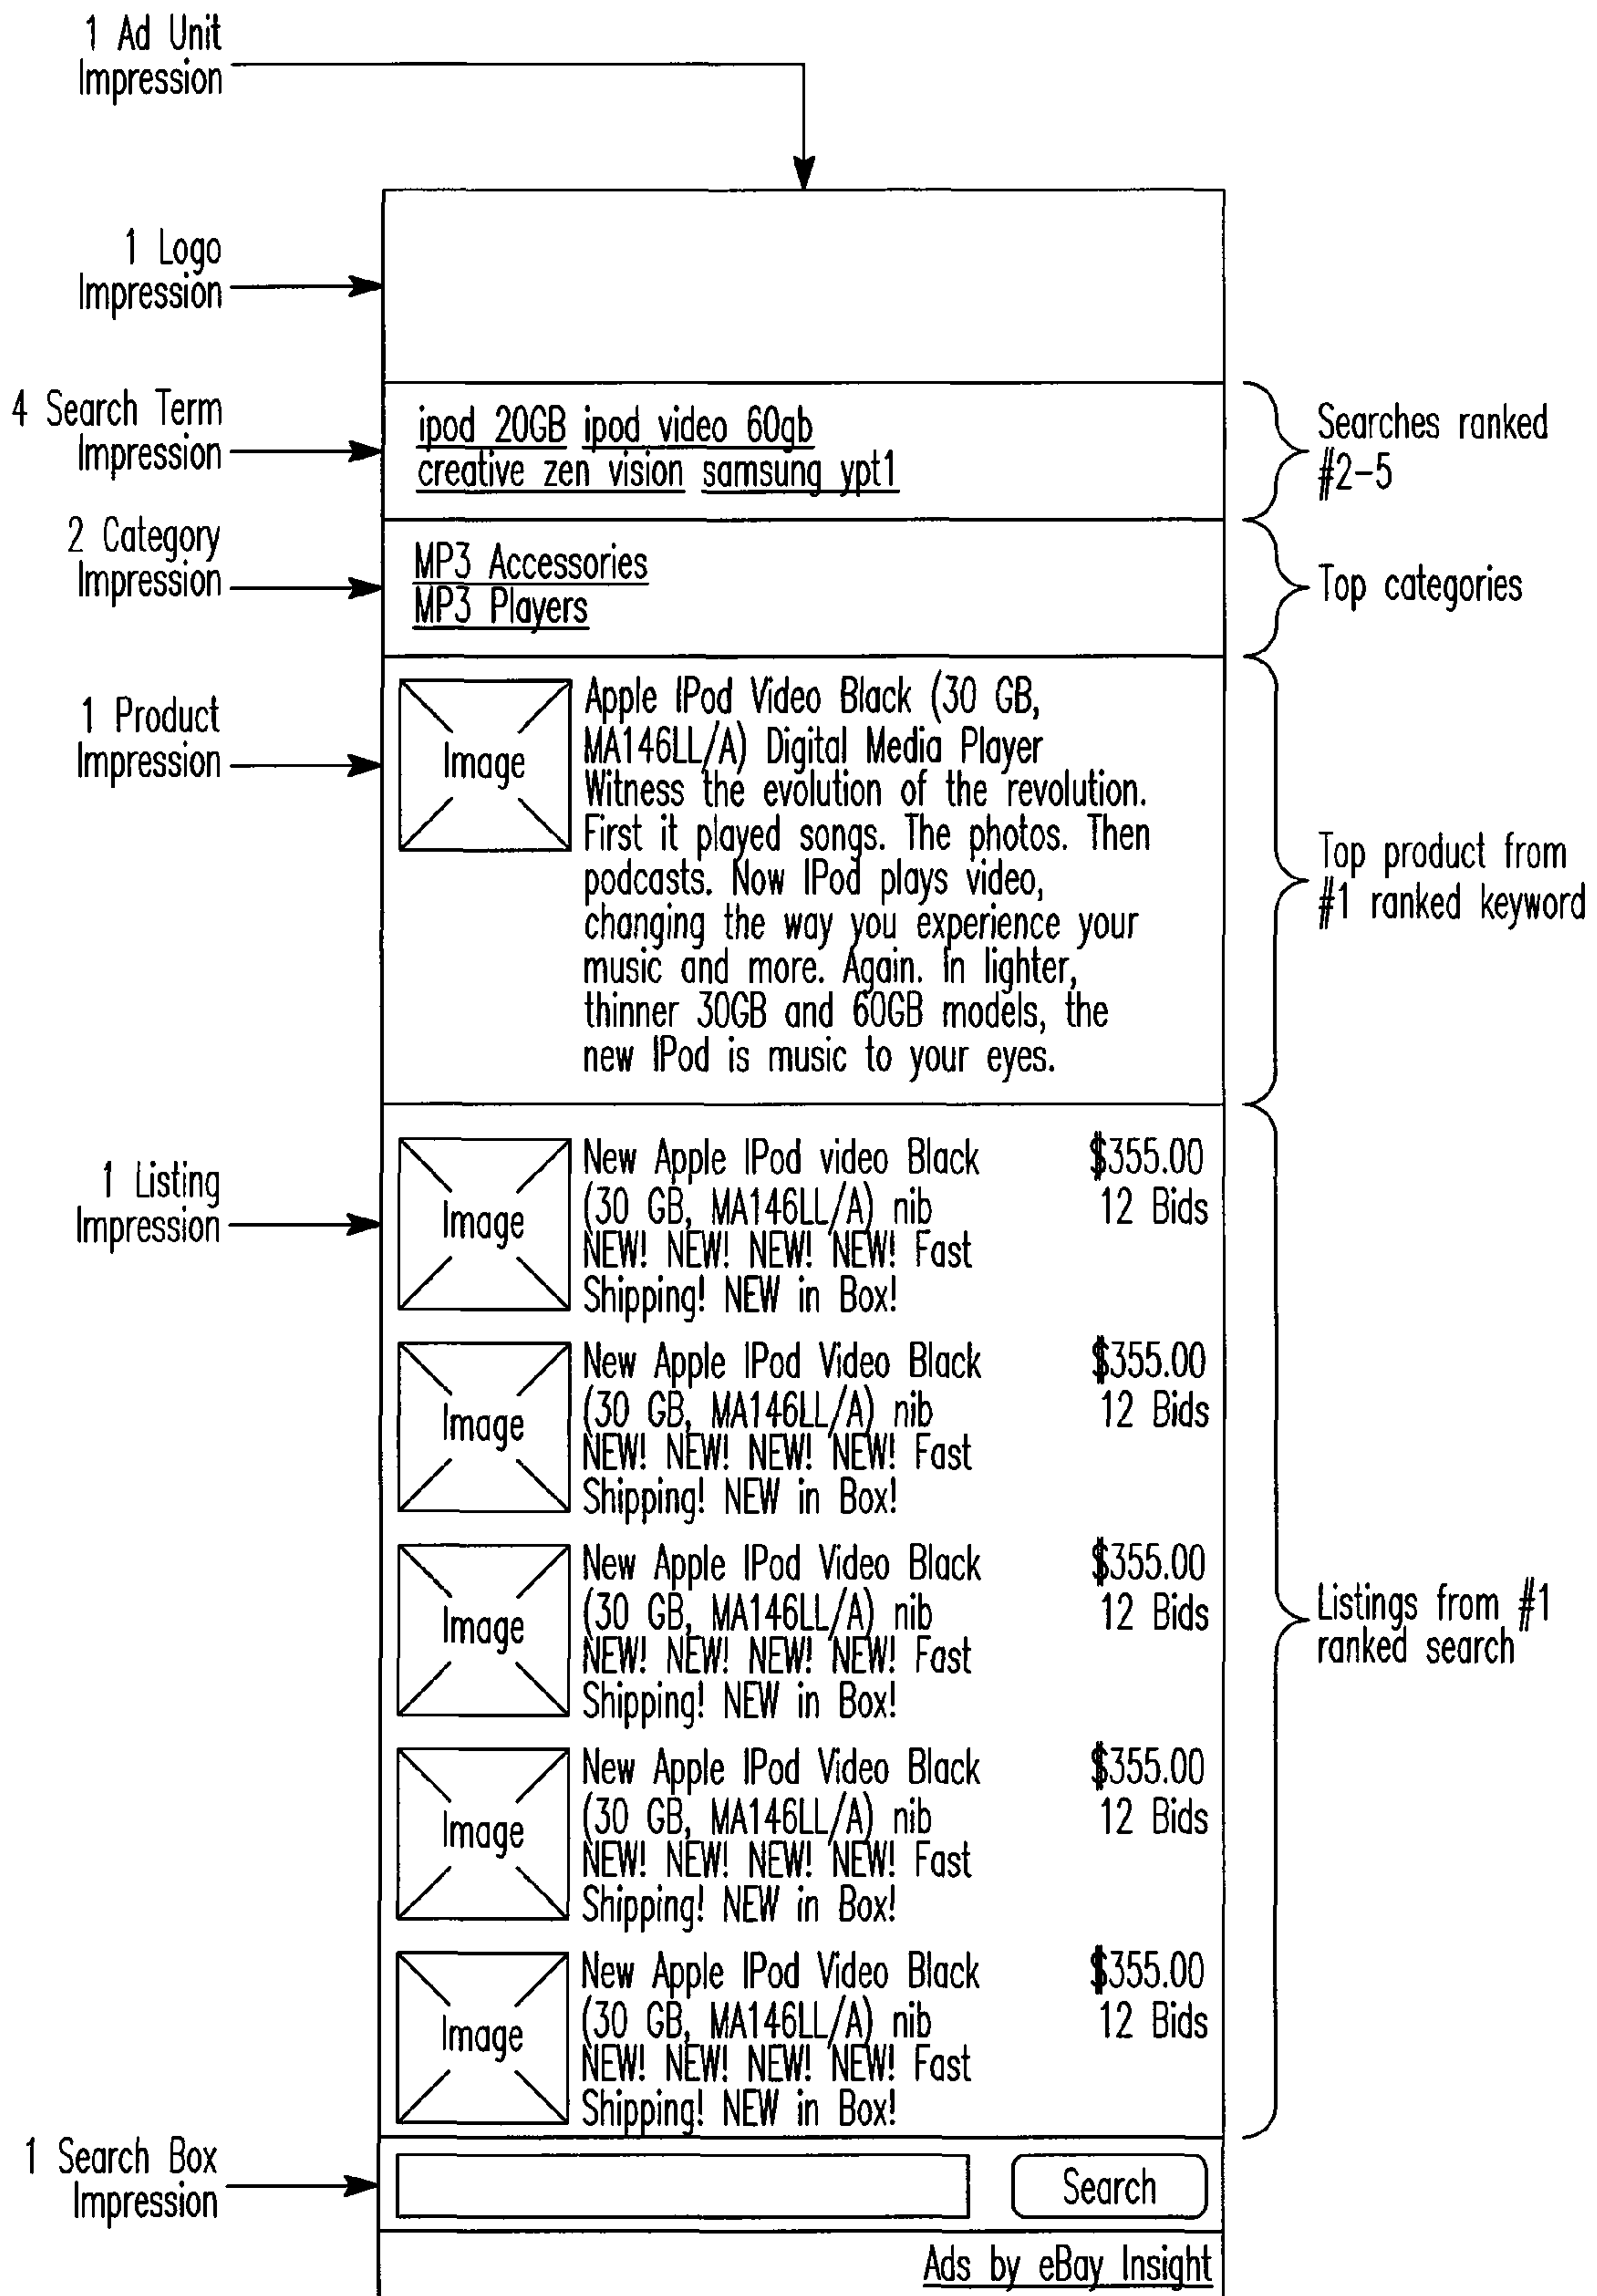 1 Ad Unit
Impression
1 Logo
Impression
4 Search Term
Impression
ipod 20GB ipod video 60gb
creative zen vision samsung ypt1
Searches ranked
#2-5
2 Category
Impression
MP3 Accessories
MP3 Players
Top categories
1 Product
Impression
Image
Apple IPod Video Black (30 GB,
MA146LL/A) Digital Media Player
Witness the evolution of the revolution.
First it played songs. The photos. Then
podcasts. Now IPod plays video,
changing the way you experience your
music and more. Again. In lighter,
thinner 30GB and 60GB models, the
new IPod is music to your eyes.
Top product from
#1 ranked keyword
1 Listing
Impression
Image
New Apple IPod video Black $355.00
(30 GB, MA146LL/A) nib 12 Bids
NEW! NEW! NEW! NEW! Fast
Shipping! NEW in Box!
Image
New Apple IPod Video Black $355.00
(30 GB, MA146LL/A) nib 12 Bids
NEW! NEW! NEW! NEW! Fast
Shipping! NEW in Box!
Image
New Apple IPod Video Black $355.00
(30 GB, MA146LL/A) nib 12 Bids
NEW! NEW! NEW! NEW! Fast
Shipping! NEW in Box!
Image
New Apple IPod Video Black $355.00
(30 GB, MA146LL/A) nib 12 Bids
NEW! NEW! NEW! NEW! Fast
Shipping! NEW in Box!
Image
New Apple IPod Video Black $355.00
(30 GB, MA146LL/A) nib 12 Bids
NEW! NEW! NEW! NEW! Fast
Shipping! NEW in Box!
Listings from #1
ranked search
1 Search Box
Impression
Search
Ads by eBay Insight